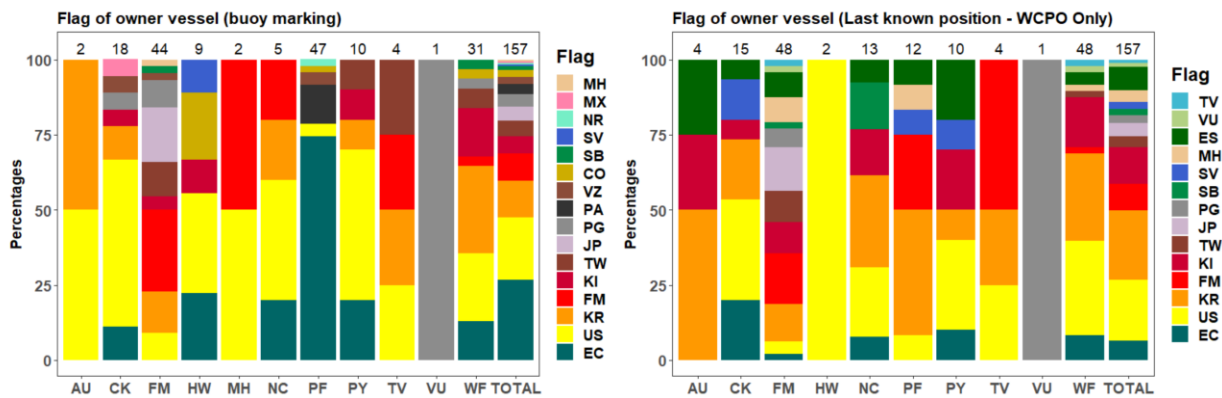 Flag of owner vessel (buoy marking)
2 18 44 9 2 5 47 10 4 1 31 157
Percentages
100
75
50
25
0
AU CK FM HW MH NC PF PY TV VU WF TOTAL
Flag
MH
MX
NR
SV
SB
CO
VZ
PA
PG
JP
TW
KI
FM
KR
US
EC
Flag of owner vessel (Last known position - WCPO Only)
4 15 48 2 13 12 10 4 1 48 157
Percentages
100
75
50
25
0
AU CK FM HW NC PF PY TV VU WF TOTAL
Flag
TV
VU
ES
MH
SV
SB
PG
JP
TW
KI
FM
KR
US
EC